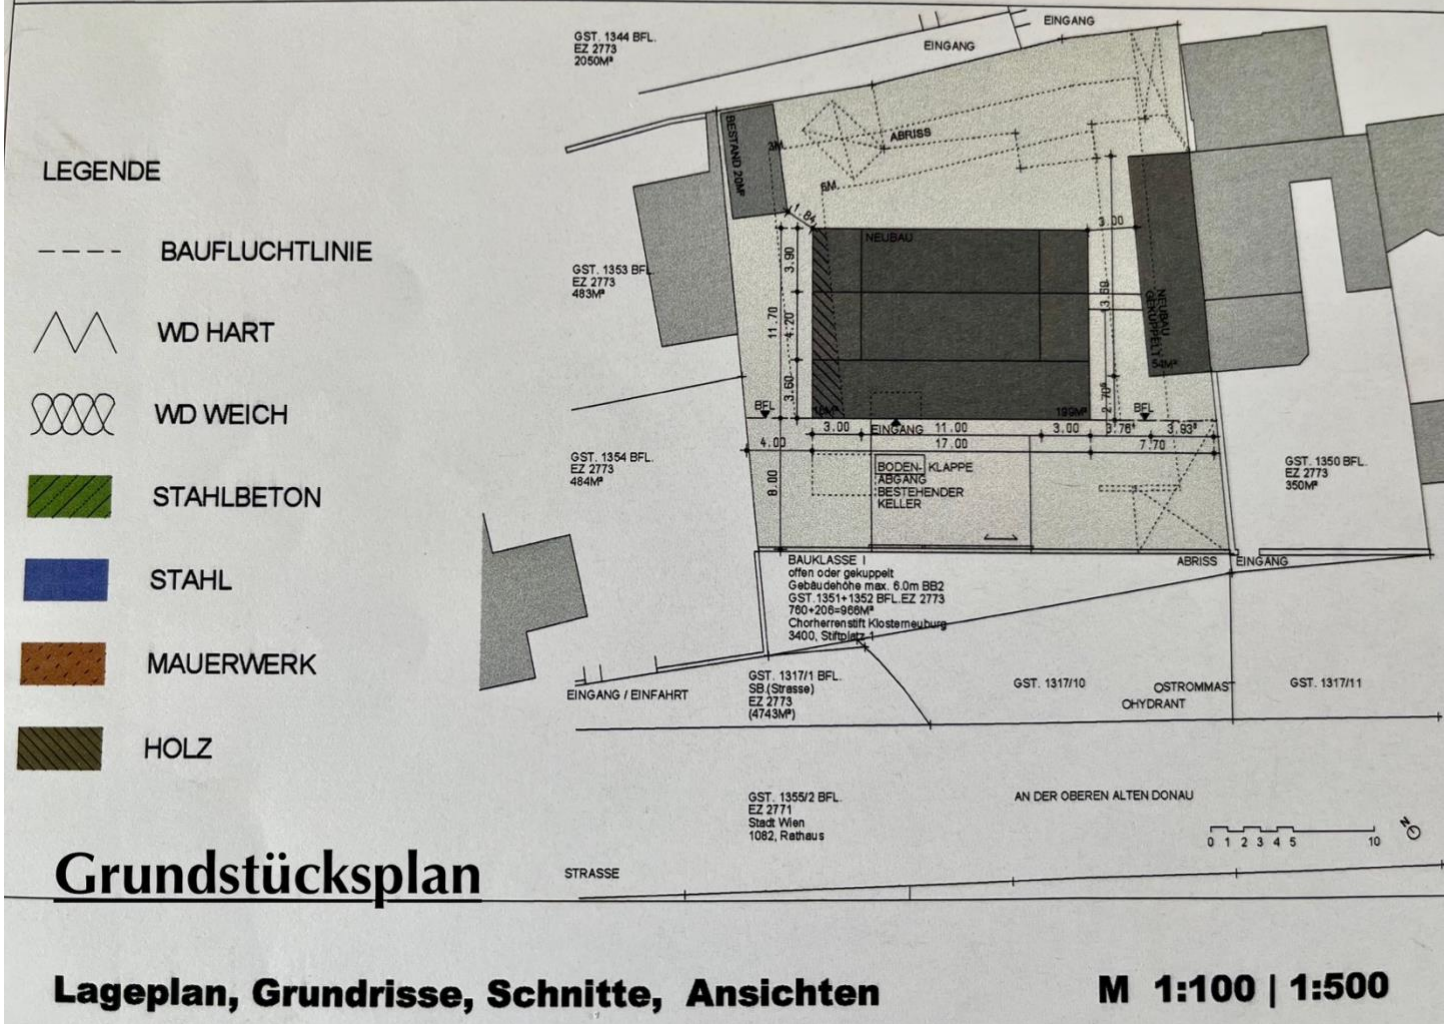 EINGANG
GST. 1344 BFL.
EZ 2773
2050M²
EINGANG
BESTAND 20M²
ABRISS
3M.
6M.
LEGENDE
BAUFLUCHTLINIE
WD HART
WD WEICH
STAHLBETON
STAHL
MAUERWERK
HOLZ
1.84
3.00
NEUBAU
3.90
11.70
4.20
3.60
GST. 1353 BFL.
EZ 2773
483M²
NEUBAU
GEKUPPELT
54M²
BFL
199M²
BFL
3.00
EINGANG
11.00
3.00
3.76⁴
3.93⁵
4.00
17.00
7.70
8.00
GST. 1354 BFL.
EZ 2773
484M²
BODEN- KLAPPE
ABGANG
BESTEHENDER
KELLER
GST. 1350 BFL.
EZ 2773
350M²
BAUKLASSE I
offen oder gekuppelt
Gebäudehöhe max. 6.0m BB2
GST.1351+1352 BFL.EZ 2773
760+206=966M²
Chorherrenstift Klosterneuburg
3400, Stiftplatz 1
ABRISS
EINGANG
EINGANG / EINFAHRT
GST. 1317/1 BFL.
SB.(Strasse)
EZ 2773
(4743M²)
GST. 1317/10
OSTROMMAST
OHYDRANT
GST. 1317/11
GST. 1355/2 BFL.
EZ 2771
Stadt Wien
1082, Rathaus
AN DER OBEREN ALTEN DONAU
0 1 2 3 4 5 10
N
STRASSE
Grundstücksplan
Lageplan, Grundrisse, Schnitte, Ansichten
M 1:100 | 1:500